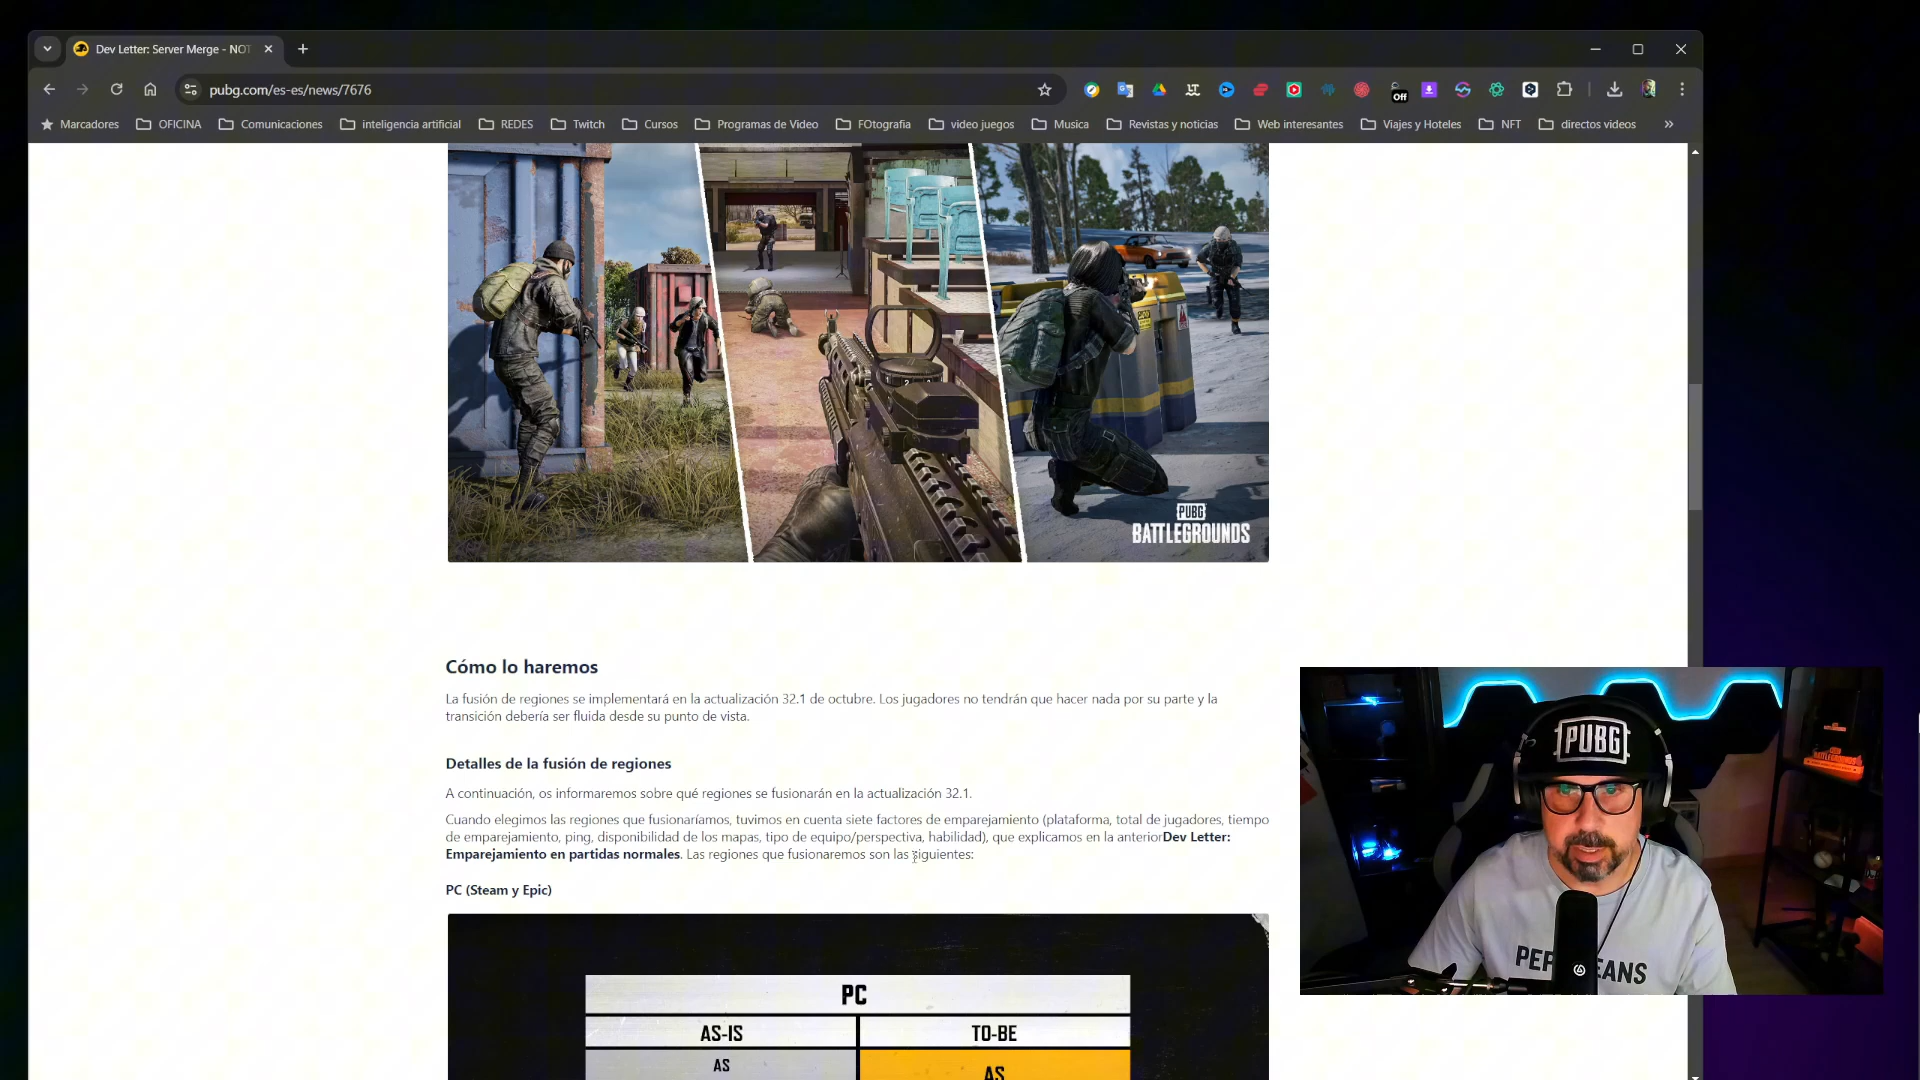 Dev Letter: Server Merge - NOT
pubg.com/es-es/news/7676
Off
Marcadores
OFICINA
Comunicaciones
inteligencia artificial
REDES
Twitch
Cursos
Programas de Video
FOtografia
video juegos
Musica
Revistas y noticias
Web interesantes
Viajes y Hoteles
NFT
directos videos
PUBG
BATTLEGROUNDS
Cómo lo haremos
La fusión de regiones se implementará en la actualización 32.1 de octubre. Los jugadores no tendrán que hacer nada por su parte y la
transición debería ser fluida desde su punto de vista.
Detalles de la fusión de regiones
A continuación, os informaremos sobre qué regiones se fusionarán en la actualización 32.1.
Cuando elegimos las regiones que fusionaríamos, tuvimos en cuenta siete factores de emparejamiento (plataforma, total de jugadores, tiempo
de emparejamiento, ping, disponibilidad de los mapas, tipo de equipo/perspectiva, habilidad), que explicamos en la anteriorDev Letter:
Emparejamiento en partidas normales. Las regiones que fusionaremos son las siguientes:
PC (Steam y Epic)
PC
AS-IS
TO-BE
AS
AS
PUBG